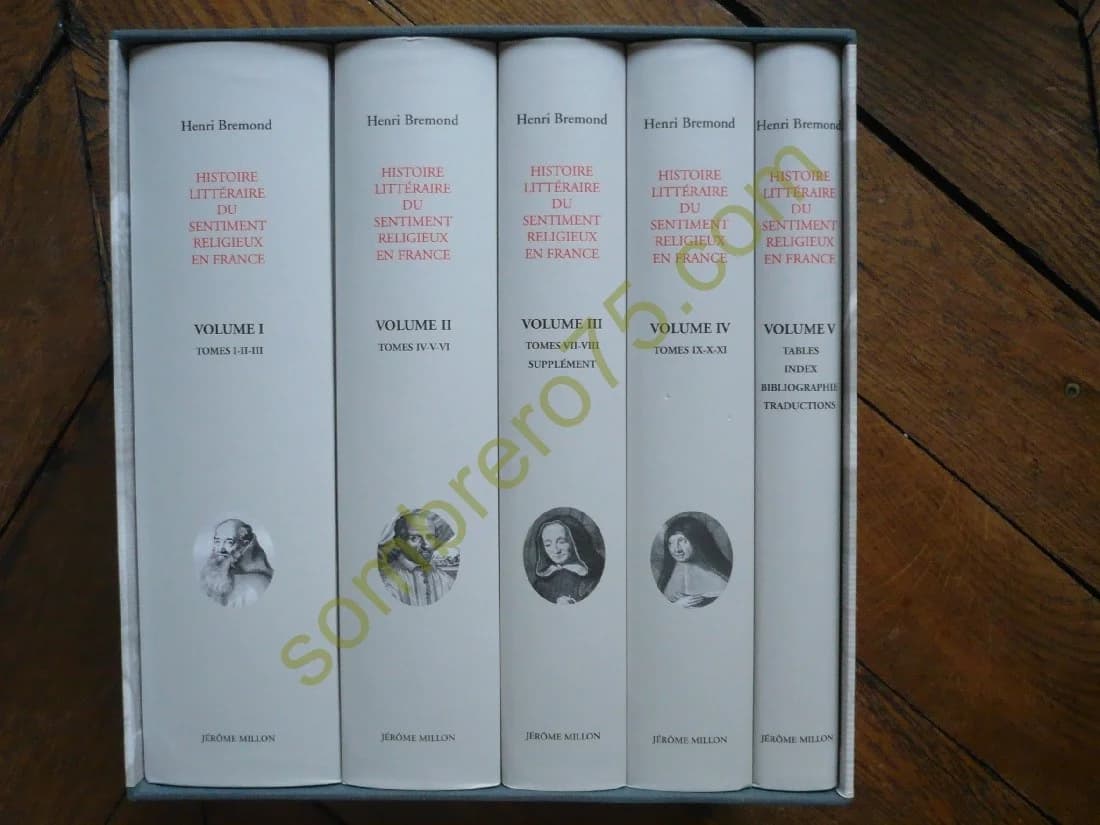 Henri Bremond
HISTOIRE
LITTÉRAIRE
DU
SENTIMENT
RELIGIEUX
EN FRANCE
VOLUME I
TOMES I-II-III
JÉRÔME MILLON
Henri Bremond
HISTOIRE
LITTÉRAIRE
DU
SENTIMENT
RELIGIEUX
EN FRANCE
VOLUME II
TOMES IV-V-VI
JÉRÔME MILLON
Henri Bremond
HISTOIRE
LITTÉRAIRE
DU
SENTIMENT
RELIGIEUX
EN FRANCE
VOLUME III
TOMES VII-VIII
SUPPLÉMENT
JÉRÔME MILLON
Henri Bremond
HISTOIRE
LITTÉRAIRE
DU
SENTIMENT
RELIGIEUX
EN FRANCE
VOLUME IV
TOMES IX-X-XI
JÉRÔME MILLON
Henri Bremond
HISTOIRE
LITTÉRAIRE
DU
SENTIMENT
RELIGIEUX
EN FRANCE
VOLUME V
TABLES
INDEX
BIBLIOGRAPHIE
TRADUCTIONS
JÉRÔME MILLON
sombrero75.com